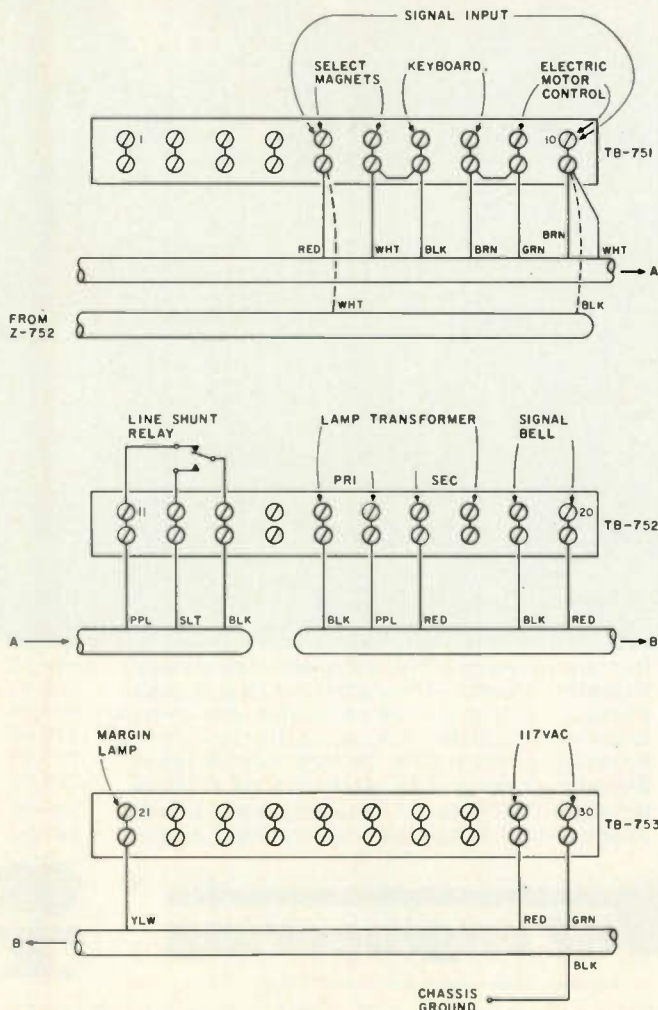 SIGNAL INPUT
SELECT MAGNETS
KEYBOARD
ELECTRIC MOTOR CONTROL
1
10
TB-751
RED
WHT
BLK
BRN
GRN
BRN
WHT
A
FROM Z-752
WHT
BLK
LINE SHUNT RELAY
LAMP TRANSFORMER
PRI
SEC
SIGNAL BELL
11
20
TB-752
PPL
SLT
BLK
BLK
PPL
RED
BLK
RED
A
B
MARGIN LAMP
117VAC
21
30
TB-753
YLW
RED
GRN
B
BLK
CHASSIS GROUND